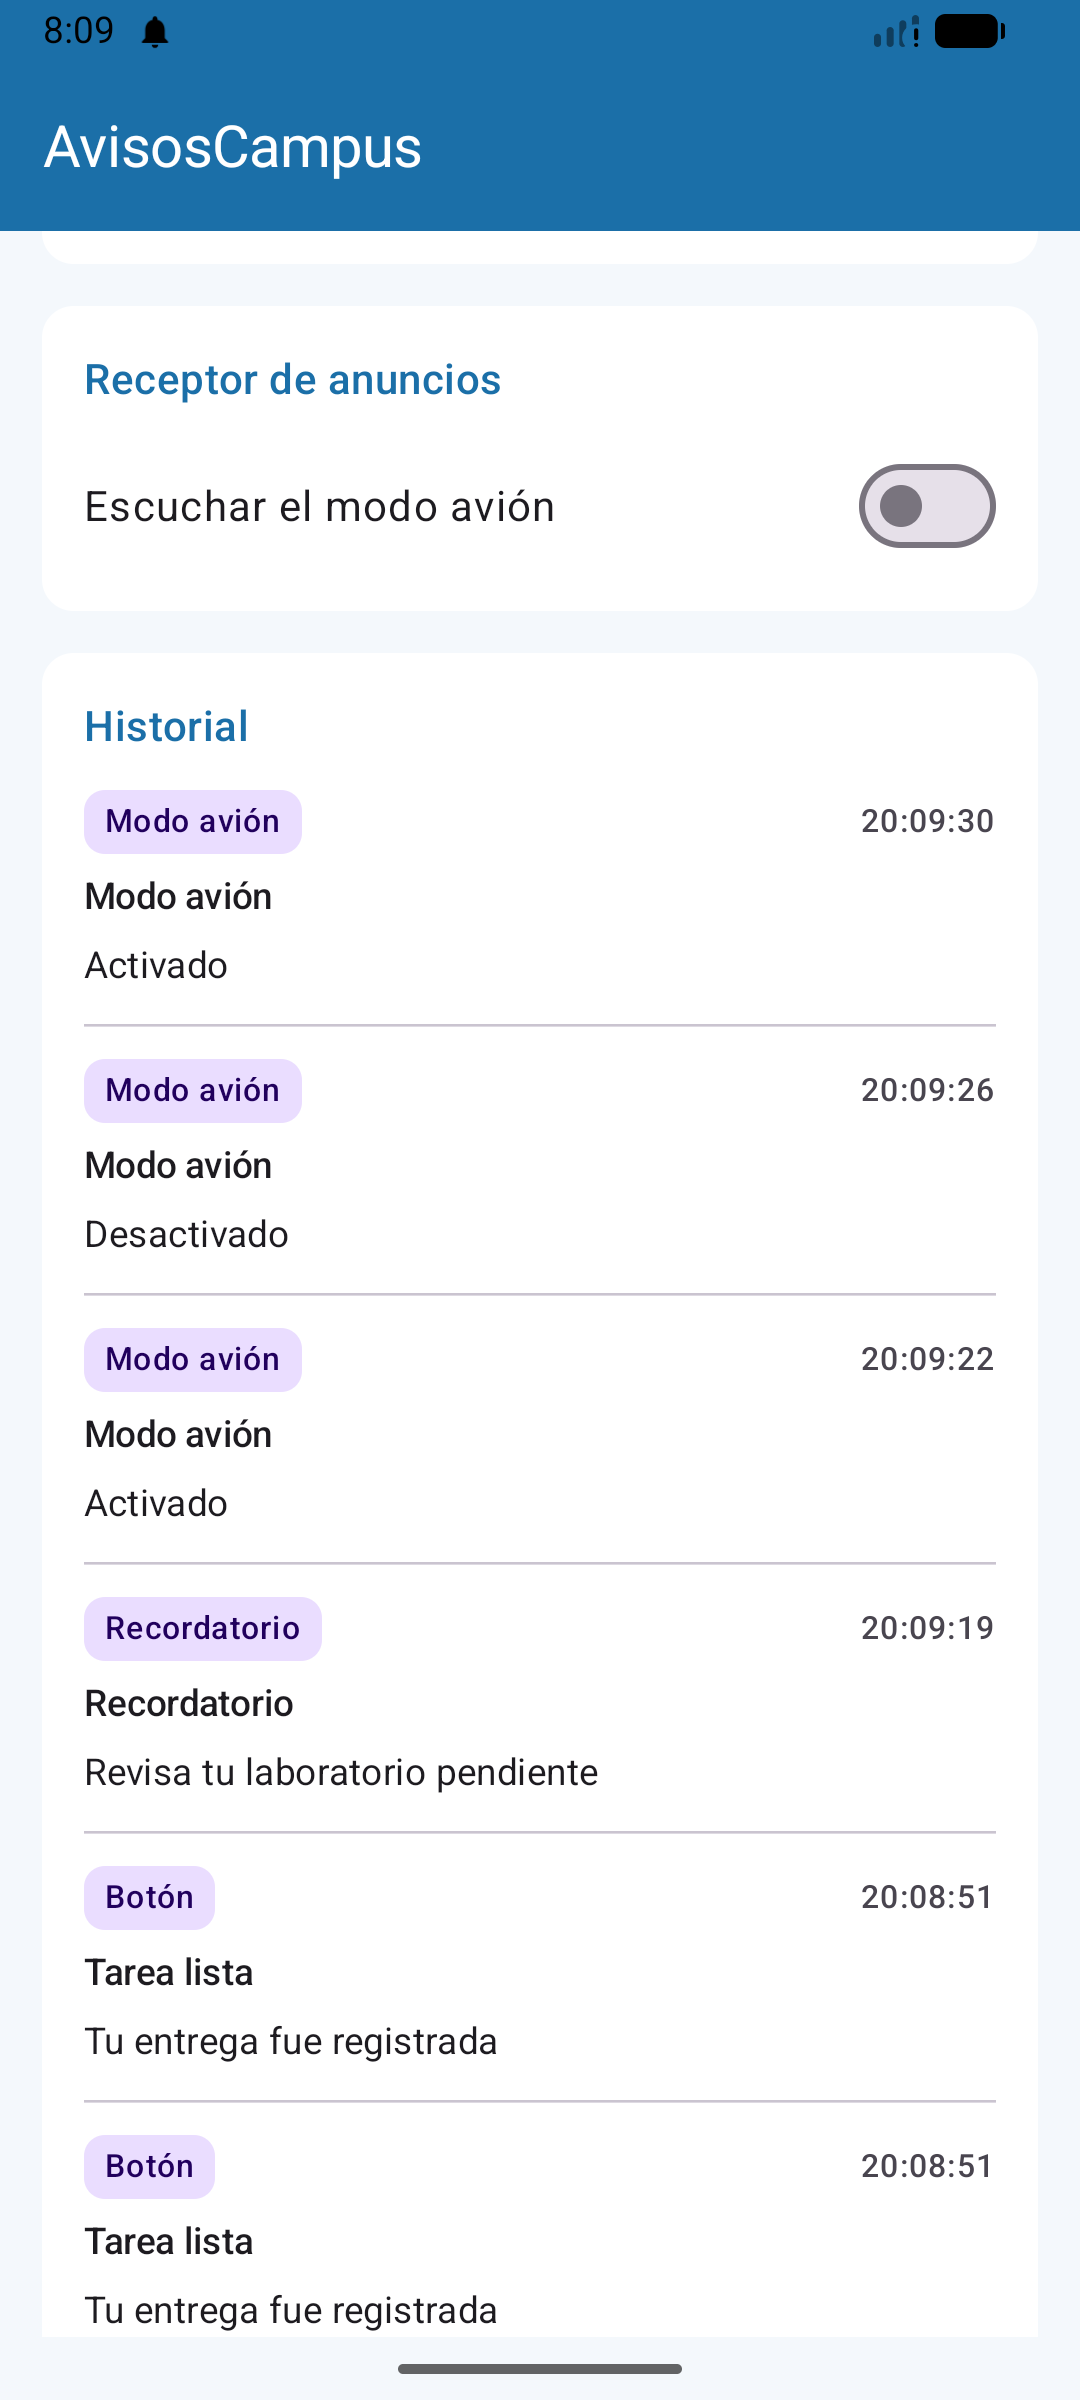 8:09
AvisosCampus
Receptor de anuncios
Escuchar el modo avión
Historial
Modo avión 20:09:30
Modo avión
Activado
Modo avión 20:09:26
Modo avión
Desactivado
Modo avión 20:09:22
Modo avión
Activado
Recordatorio 20:09:19
Recordatorio
Revisa tu laboratorio pendiente
Botón 20:08:51
Tarea lista
Tu entrega fue registrada
Botón 20:08:51
Tarea lista
Tu entrega fue registrada